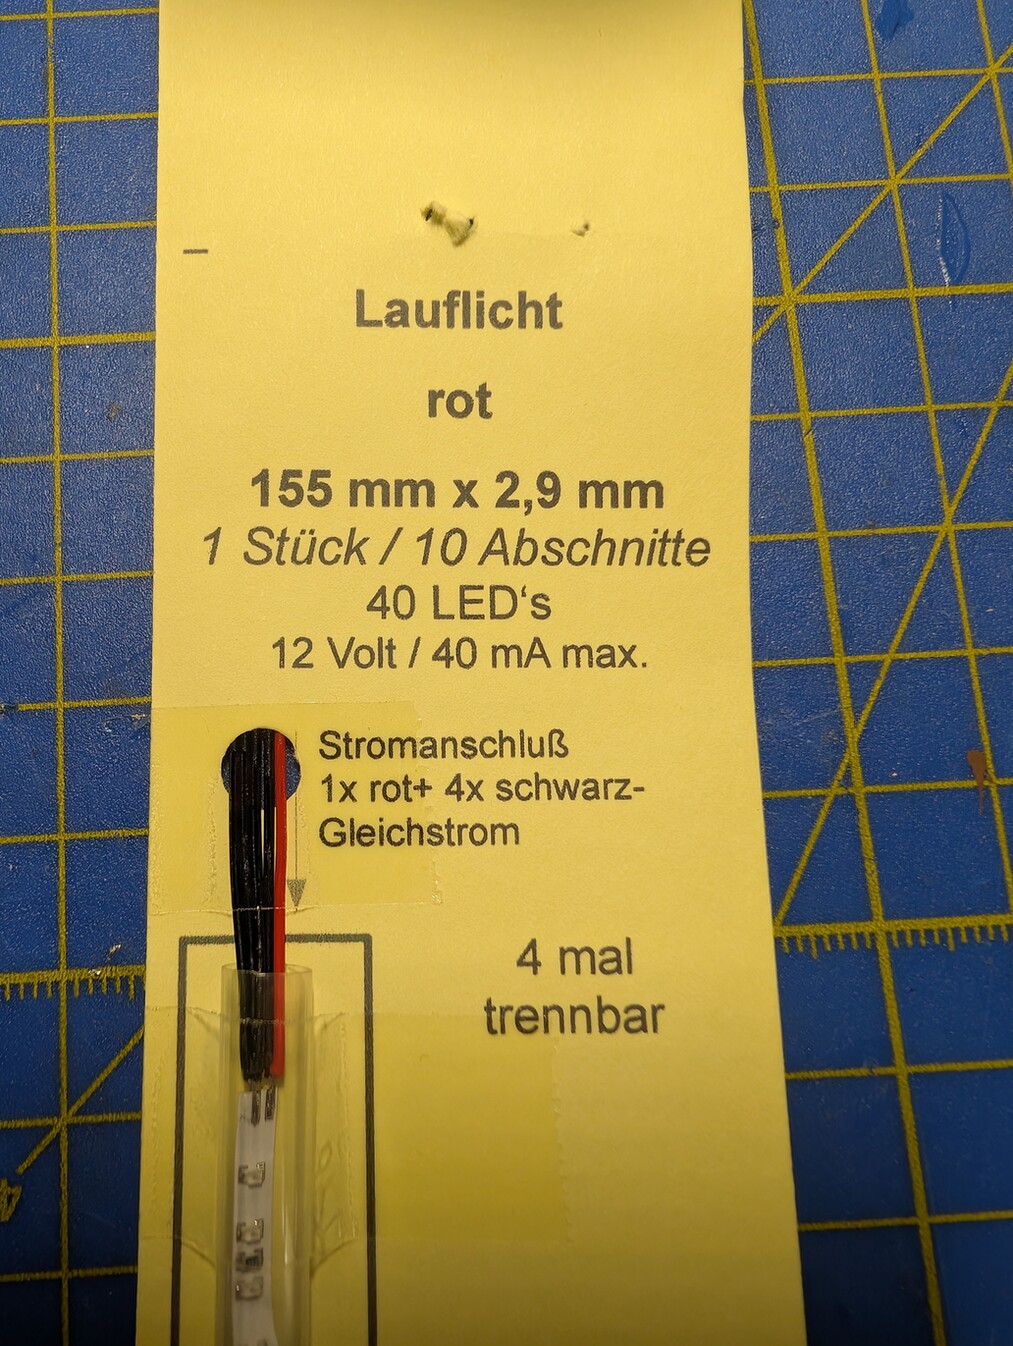 Lauflicht
rot
155 mm x 2,9 mm
1 Stück / 10 Abschnitte
40 LED‘s
12 Volt / 40 mA max.
Stromanschluß
1x rot+ 4x schwarz-
Gleichstrom
4 mal
trennbar